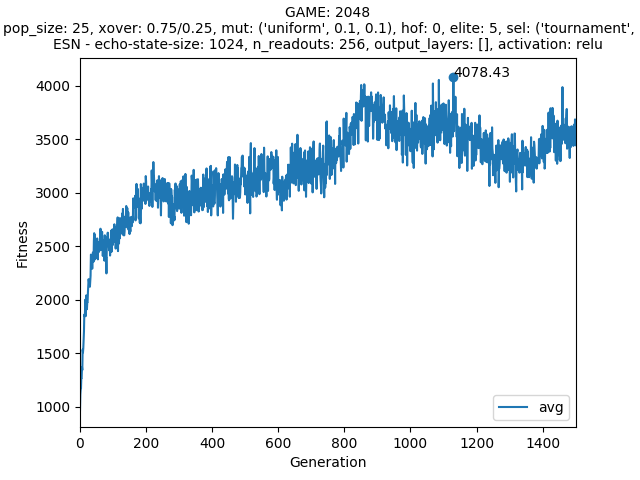 GAME: 2048
pop_size: 25, xover: 0.75/0.25, mut: ('uniform', 0.1, 0.1), hof: 0, elite: 5, sel: ('tournament',
ESN - echo-state-size: 1024, n_readouts: 256, output_layers: [], activation: relu
4078.43
4000
3500
3000
2500
2000
1500
1000
Fitness
avg
0 200 400 600 800 1000 1200 1400
Generation